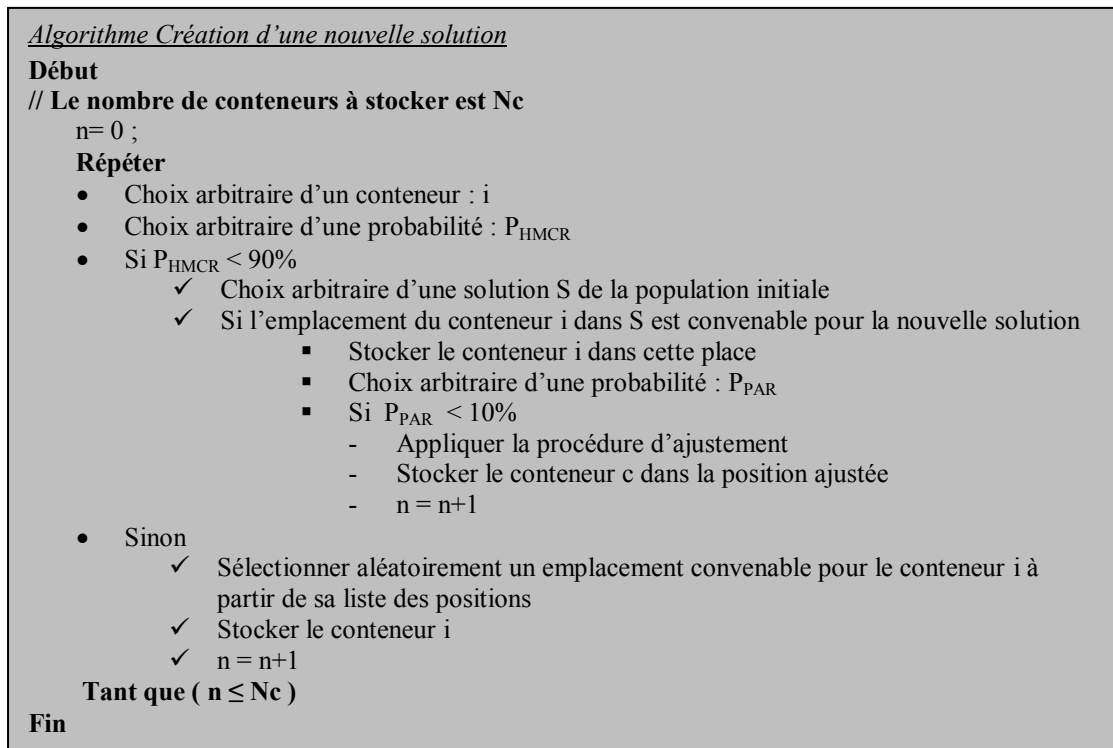 Algorithme Création d’une nouvelle solution
Début
// Le nombre de conteneurs à stocker est Nc
n= 0 ;
Répéter
• Choix arbitraire d’un conteneur : i
• Choix arbitraire d’une probabilité : PHMCR
• Si PHMCR < 90%
✓ Choix arbitraire d’une solution S de la population initiale
✓ Si l’emplacement du conteneur i dans S est convenable pour la nouvelle solution
▪ Stocker le conteneur i dans cette place
▪ Choix arbitraire d’une probabilité : PPAR
▪ Si PPAR < 10%
- Appliquer la procédure d’ajustement
- Stocker le conteneur c dans la position ajustée
- n = n+1
• Sinon
✓ Sélectionner aléatoirement un emplacement convenable pour le conteneur i à
partir de sa liste des positions
✓ Stocker le conteneur i
✓ n = n+1
Tant que ( n ≤ Nc )
Fin